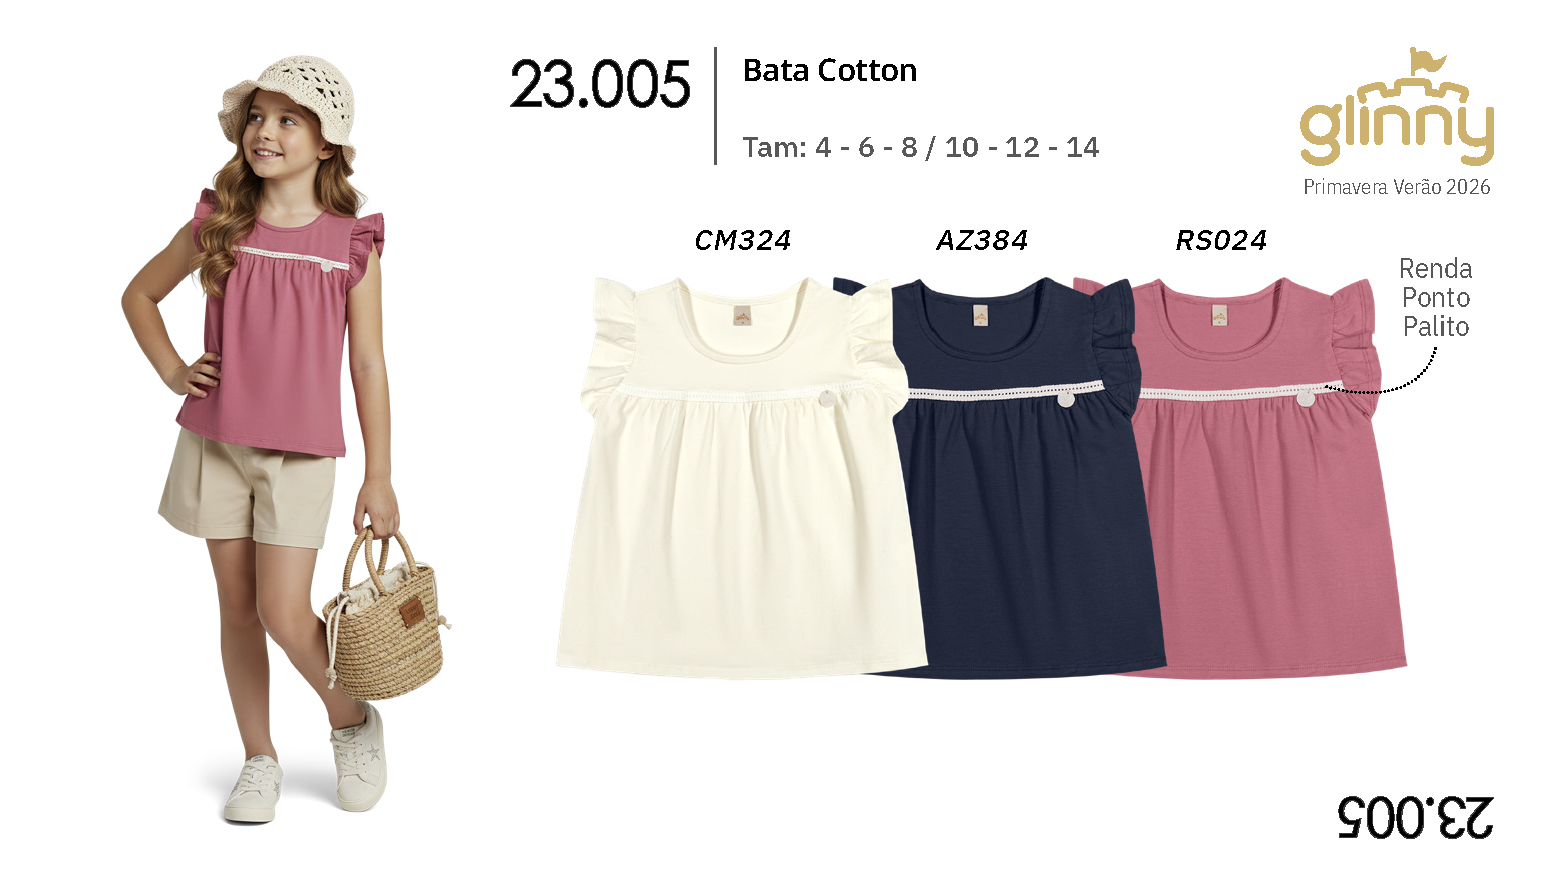 23.005
Bata Cotton
Tam: 4 - 6 - 8 / 10 - 12 - 14
glinny
Primavera Verão 2026
CM324
AZ384
RS024
Renda
Ponto
Palito
23.005